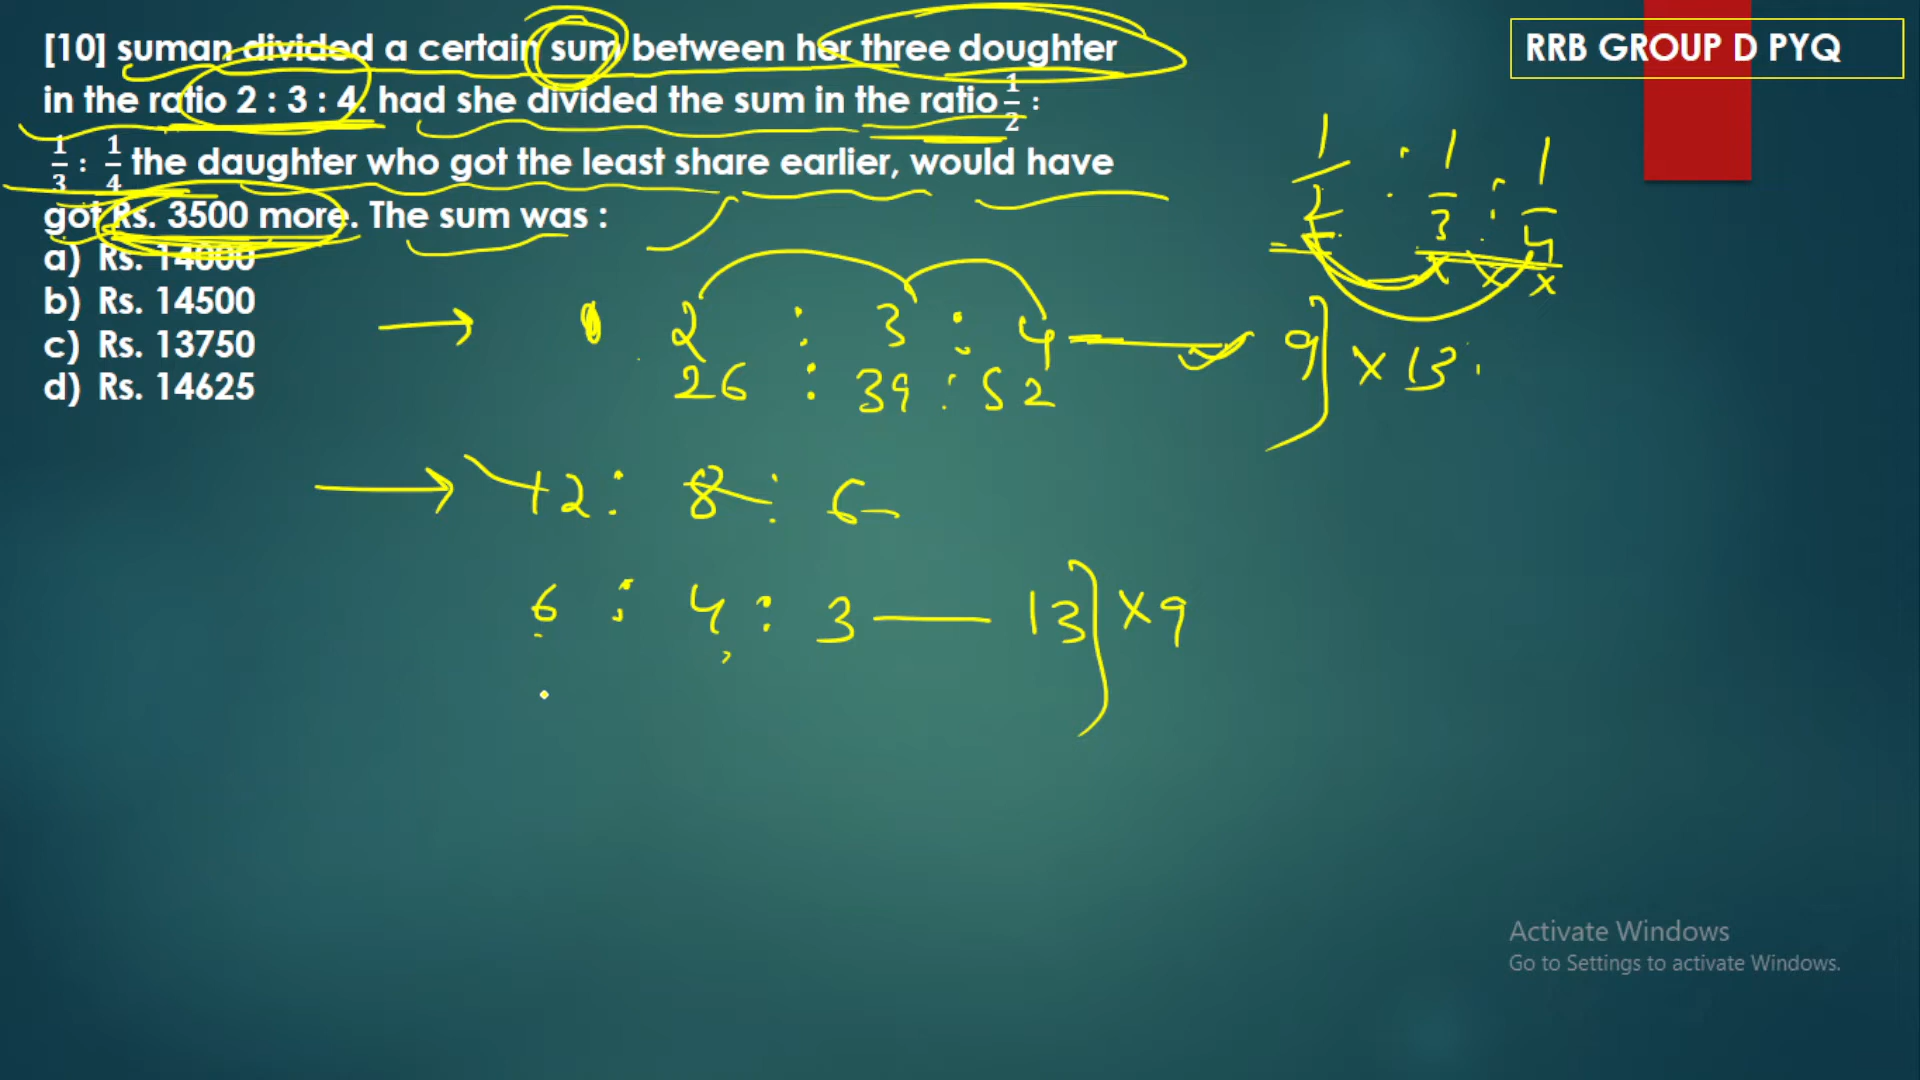 [10] suman divided a certain sum between her three doughter
in the ratio 2 : 3 : 4. had she divided the sum in the ratio 1/2 :
1/3 : 1/4 the daughter who got the least share earlier, would have
got Rs. 3500 more. The sum was :
a) Rs. 14000
b) Rs. 14500
c) Rs. 13750
d) Rs. 14625
RRB GROUP D PYQ
1/2 : 1/3 : 1/4
x x x
2 : 3 : 4 9] × 13
26 : 39 : 52
12 : 8 : 6
6 : 4 : 3 — 13] × 9
Activate Windows
Go to Settings to activate Windows.